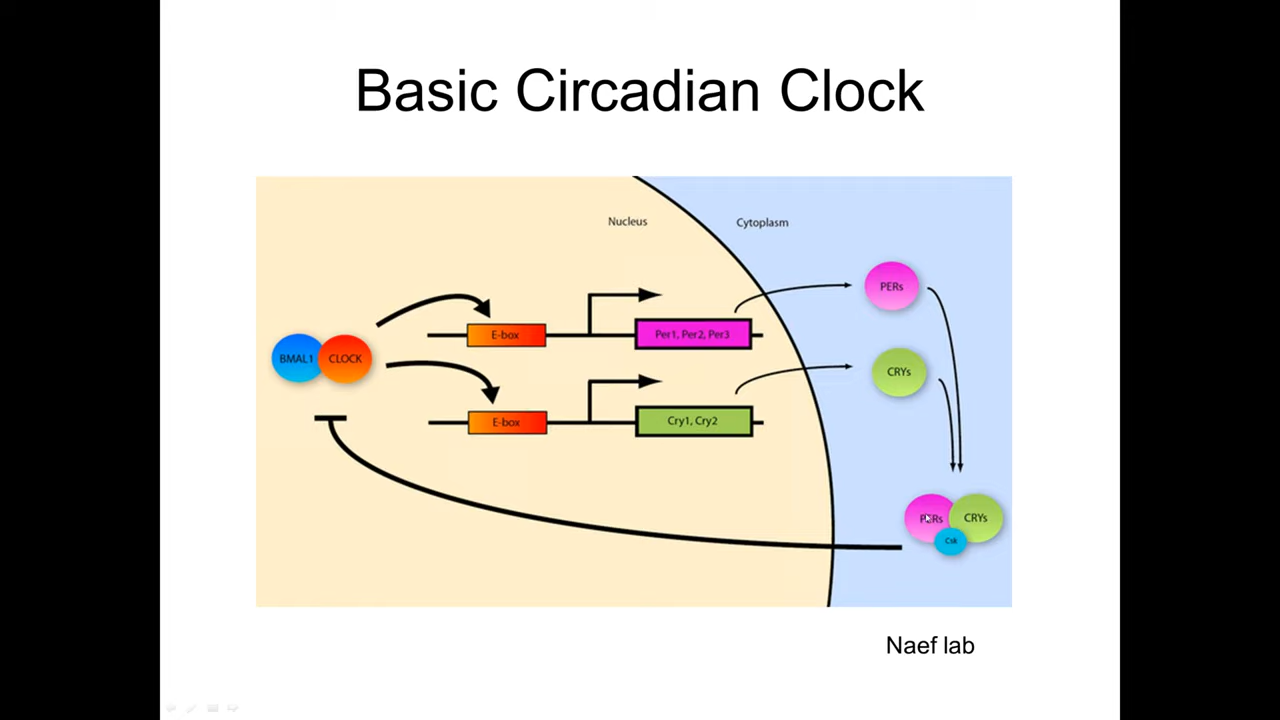 Basic Circadian Clock
Nucleus
Cytoplasm
PERs
E-box
Per1, Per2, Per3
BMAL1
CLOCK
CRYs
E-box
Cry1, Cry2
PERs
CRYs
Csk
Naef lab